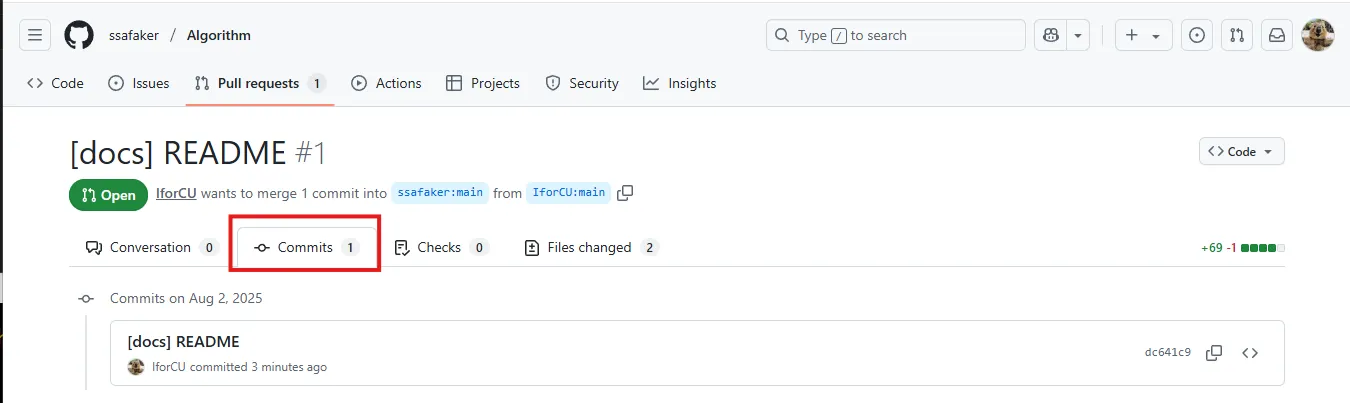 ssafaker / Algorithm
Type / to search
Code
Issues
Pull requests 1
Actions
Projects
Security
Insights
[docs] README #1
Code
Open
IforCU wants to merge 1 commit into ssafaker:main from IforCU:main
Conversation 0
Commits 1
Checks 0
Files changed 2
+69 -1
Commits on Aug 2, 2025
[docs] README
dc641c9
IforCU committed 3 minutes ago